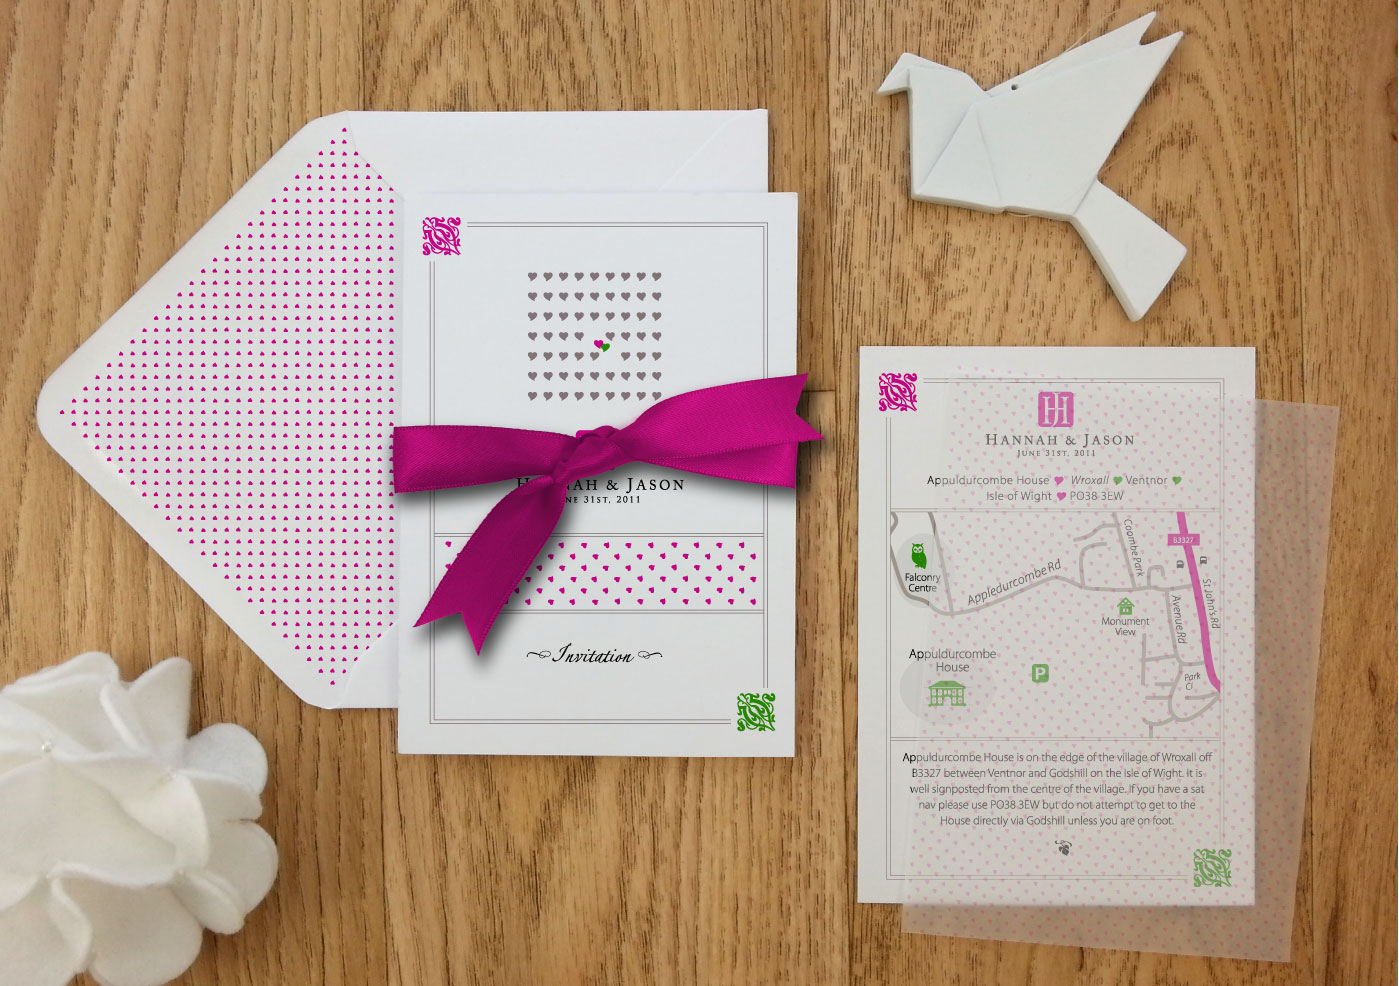 HANNAH & JASON
JUNE 31ST, 2011
Invitation
HANNAH & JASON
JUNE 31ST, 2011
Appuldurcombe House Wroxall Ventnor
Isle of Wight PO38 3EW
Falconry
Centre
Appledurcombe Rd
Coombe Park
B3327
St John's Rd
Avenue Rd
Monument
View
Park
Cl
Appuldurcombe
House
P
Appuldurcombe House is on the edge of the village of Wroxall off
B3327 between Ventnor and Godshill on the Isle of Wight. It is
well signposted from the centre of the village. If you have a sat
nav please use PO38 3EW but do not attempt to get to the
House directly via Godshill unless you are on foot.